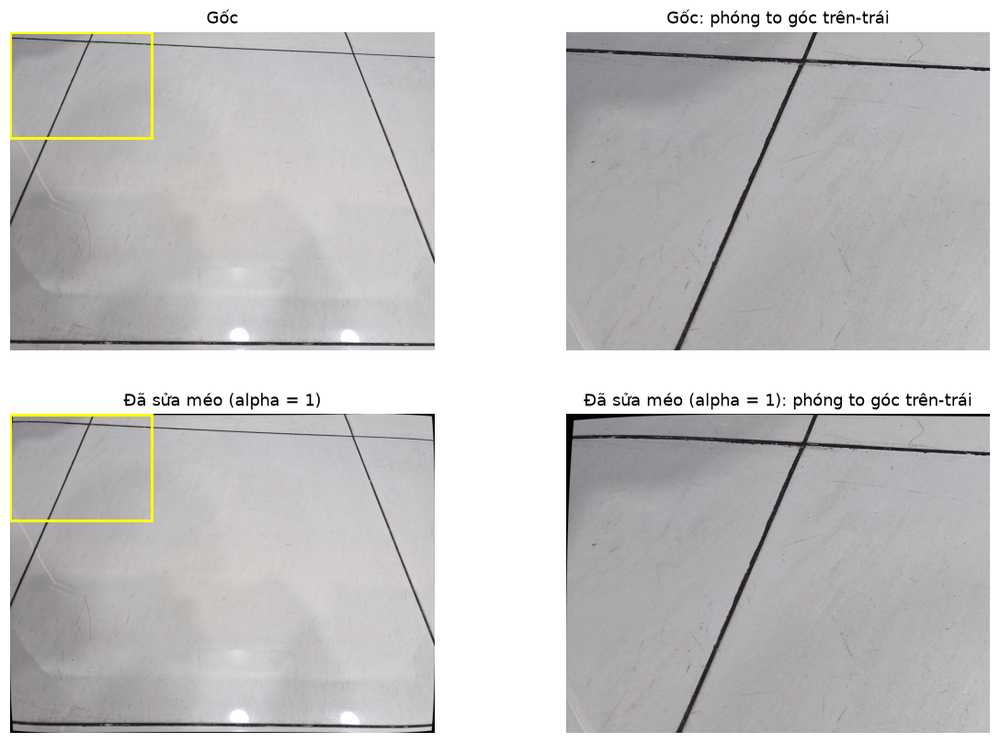 Gốc
Gốc: phóng to góc trên-trái
Đã sửa méo (alpha = 1)
Đã sửa méo (alpha = 1): phóng to góc trên-trái